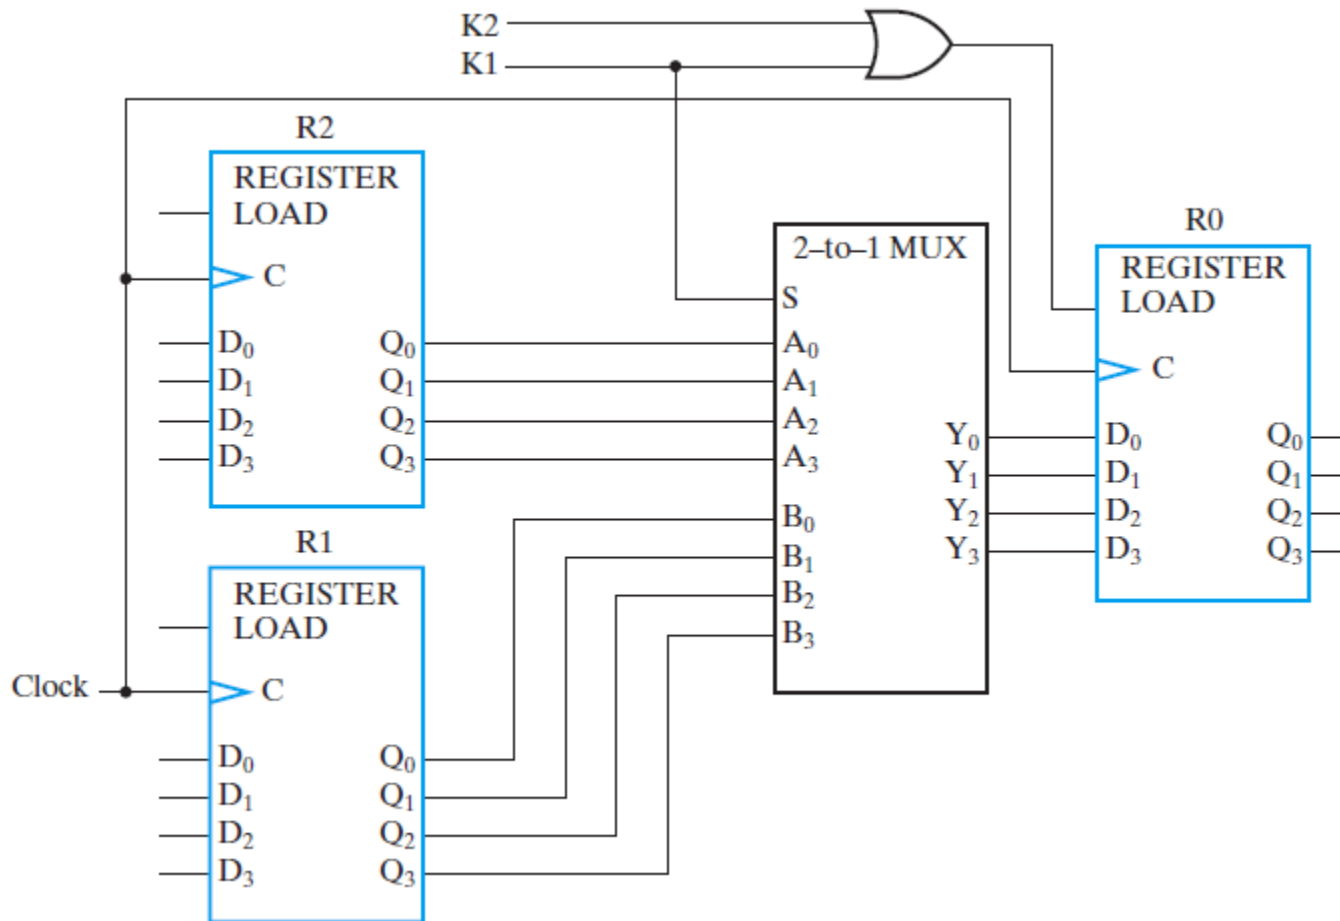 K2
K1
R2
REGISTER
LOAD
C
D₀ Q₀
D₁ Q₁
D₂ Q₂
D₃ Q₃
R1
REGISTER
LOAD
Clock
C
D₀ Q₀
D₁ Q₁
D₂ Q₂
D₃ Q₃
2–to–1 MUX
S
A₀
A₁
A₂
A₃
B₀
B₁
B₂
B₃
Y₀
Y₁
Y₂
Y₃
R0
REGISTER
LOAD
C
D₀ Q₀
D₁ Q₁
D₂ Q₂
D₃ Q₃